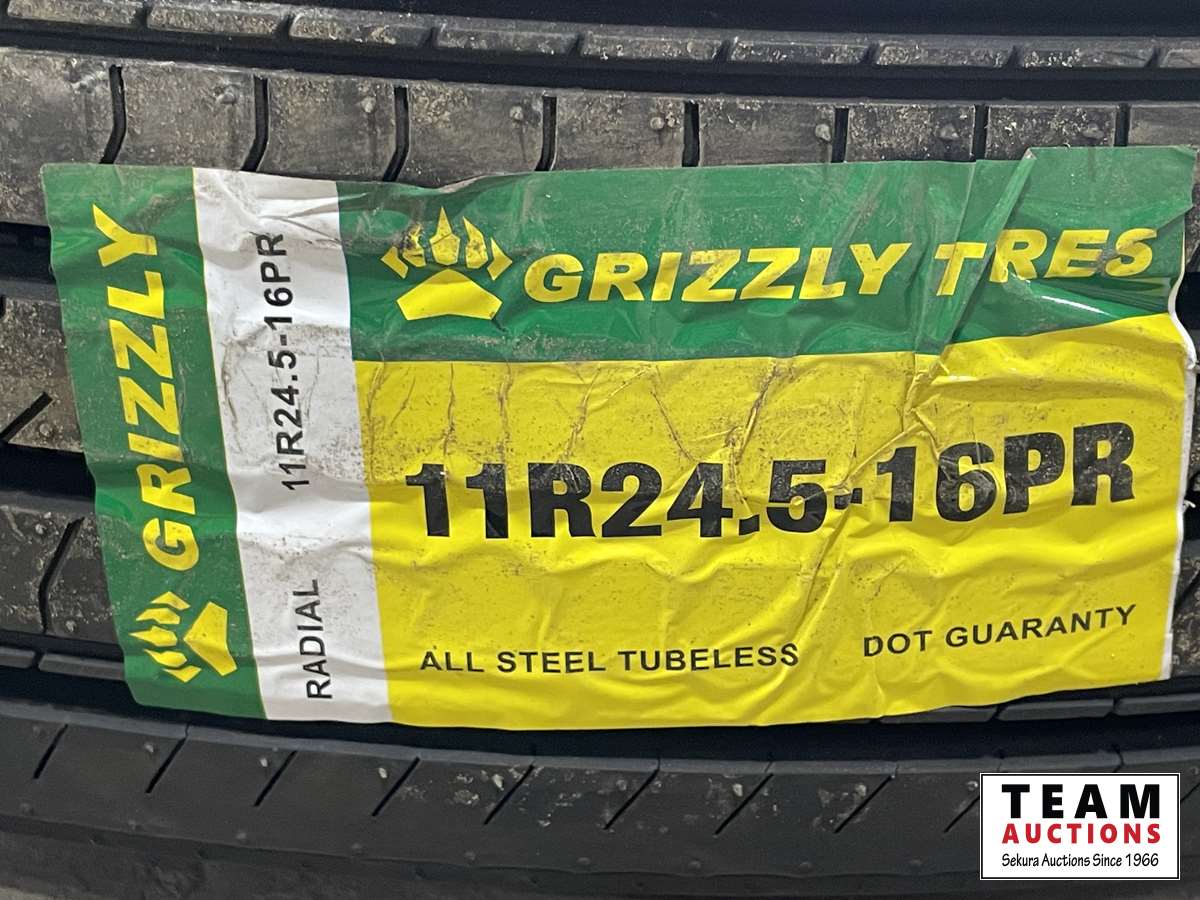 GRIZZLY
RADIAL 11R24.5-16PR
GRIZZLY TRES
11R24.5-16PR
ALL STEEL TUBELESS DOT GUARANTY
TEAM
AUCTIONS
Sekura Auctions Since 1966